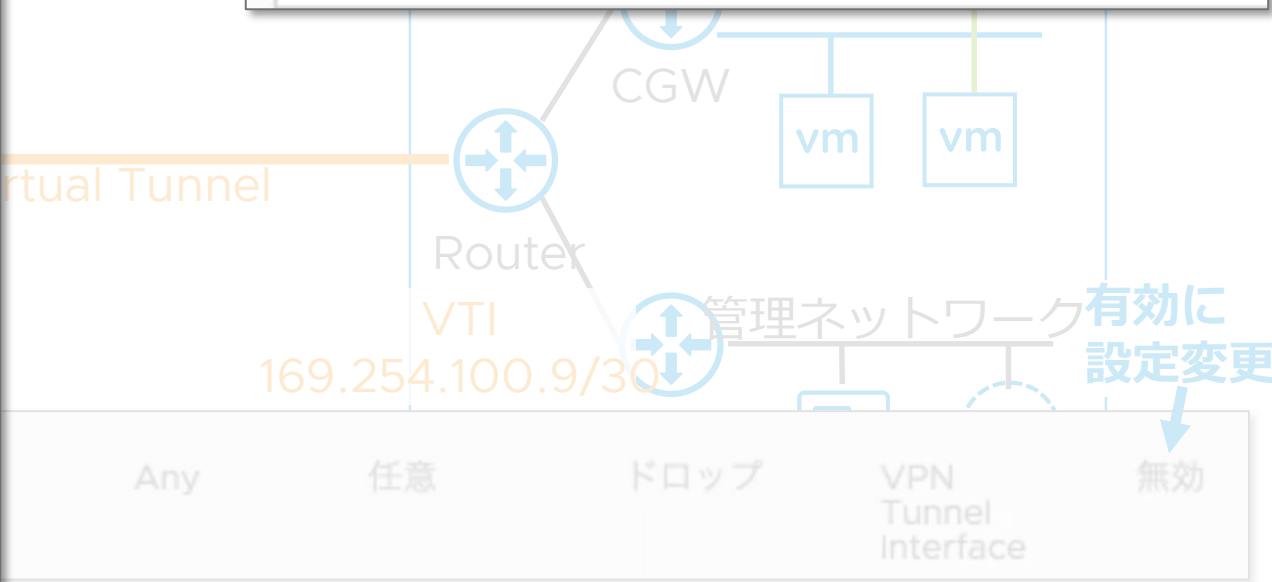 CGW
vm
vm
rtual Tunnel
Router
VTI
169.254.100.9/30
管理ネットワーク
有効に
設定変更
Any
任意
ドロップ
VPN
Tunnel
Interface
無効